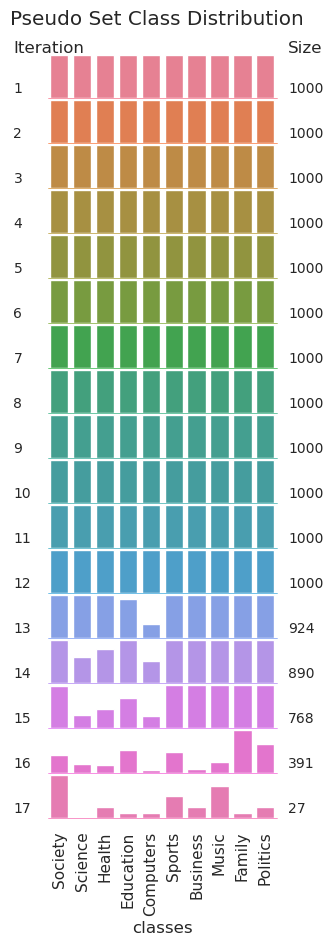 Pseudo Set Class Distribution
Iteration Size
1 1000
2 1000
3 1000
4 1000
5 1000
6 1000
7 1000
8 1000
9 1000
10 1000
11 1000
12 1000
13 924
14 890
15 768
16 391
17 27
Society
Science
Health
Education
Computers
Sports
Business
Music
Family
Politics
classes